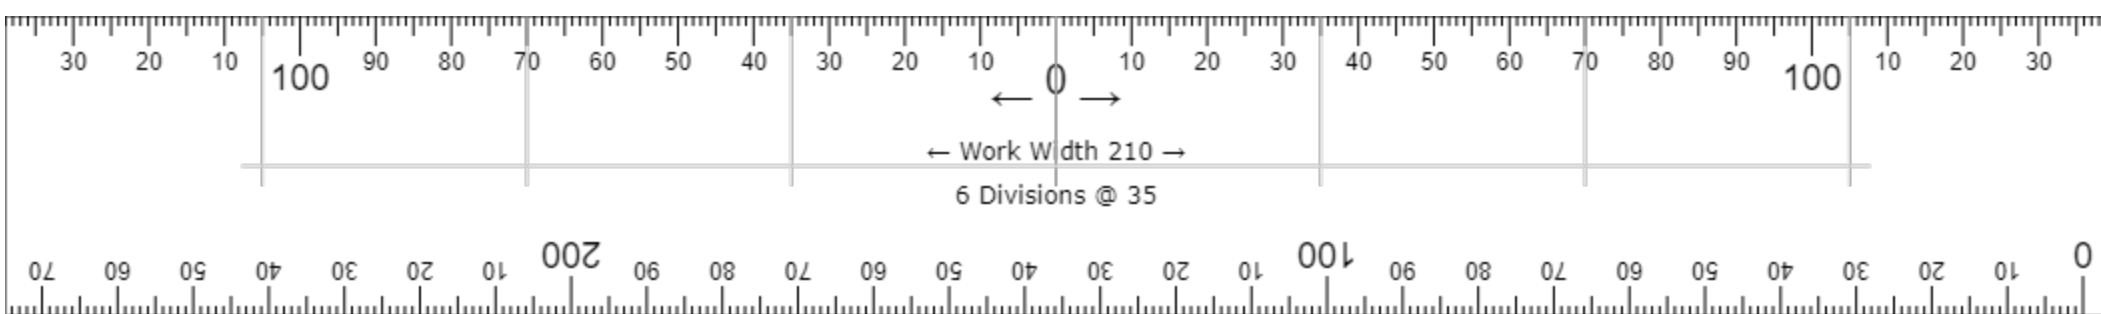 30 20 10 100 90 80 70 60 50 40 30 20 10 0 10 20 30 40 50 60 70 80 90 100 10 20 30
← →
← Work Width 210 →
6 Divisions @ 35
0 10 20 30 40 50 60 70 80 90 100 10 20 30 40 50 60 70 80 90 200 10 20 30 40 50 60 70